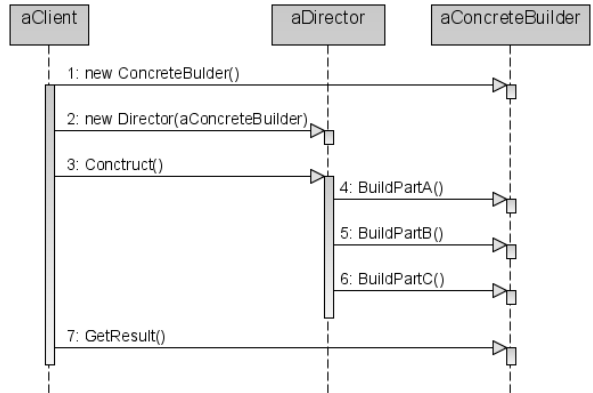 aClient
aDirector
aConcreteBuilder
1: new ConcreteBulder()
2: new Director(aConcreteBuilder)
3: Conctruct()
4: BuildPartA()
5: BuildPartB()
6: BuildPartC()
7: GetResult()